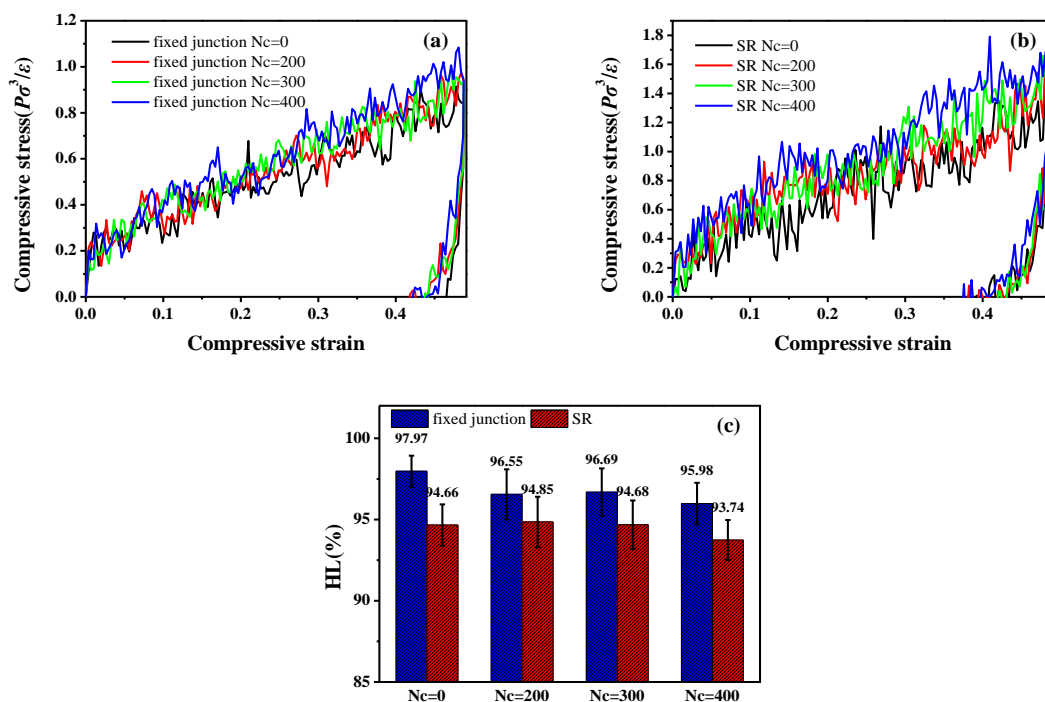 (a)
fixed junction Nc=0
fixed junction Nc=200
fixed junction Nc=300
fixed junction Nc=400
Compressive stress(Pσ³/ε)
1.2
1.0
0.8
0.6
0.4
0.2
0.0
0.0 0.1 0.2 0.3 0.4
Compressive strain
(b)
SR Nc=0
SR Nc=200
SR Nc=300
SR Nc=400
Compressive stress(Pσ³/ε)
1.8
1.6
1.4
1.2
1.0
0.8
0.6
0.4
0.2
0.0
0.0 0.1 0.2 0.3 0.4
Compressive strain
fixed junction SR (c)
HL(%)
100
95
90
85
97.97 94.66 96.55 94.85 96.69 94.68 95.98 93.74
Nc=0 Nc=200 Nc=300 Nc=400